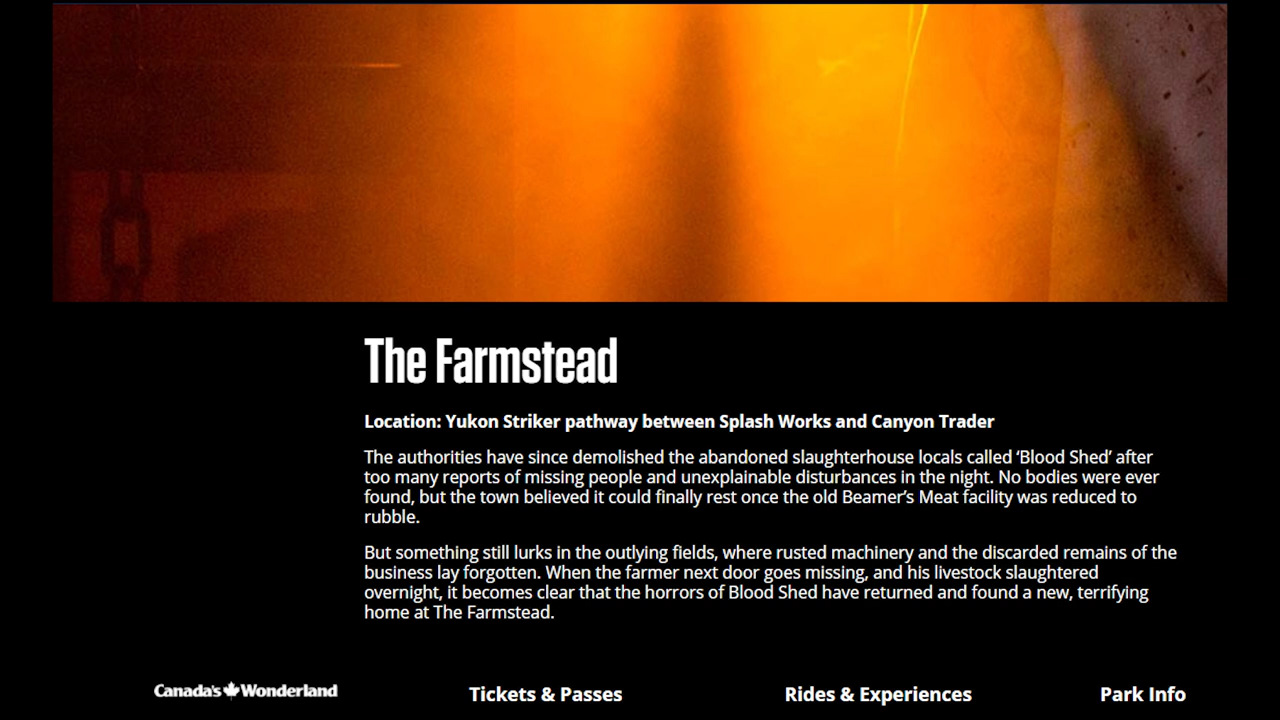 The Farmstead
Location: Yukon Striker pathway between Splash Works and Canyon Trader
The authorities have since demolished the abandoned slaughterhouse locals called ‘Blood Shed’ after
too many reports of missing people and unexplainable disturbances in the night. No bodies were ever
found, but the town believed it could finally rest once the old Beamer’s Meat facility was reduced to
rubble.
But something still lurks in the outlying fields, where rusted machinery and the discarded remains of the
business lay forgotten. When the farmer next door goes missing, and his livestock slaughtered
overnight, it becomes clear that the horrors of Blood Shed have returned and found a new, terrifying
home at The Farmstead.
Canada's Wonderland Tickets & Passes Rides & Experiences Park Info